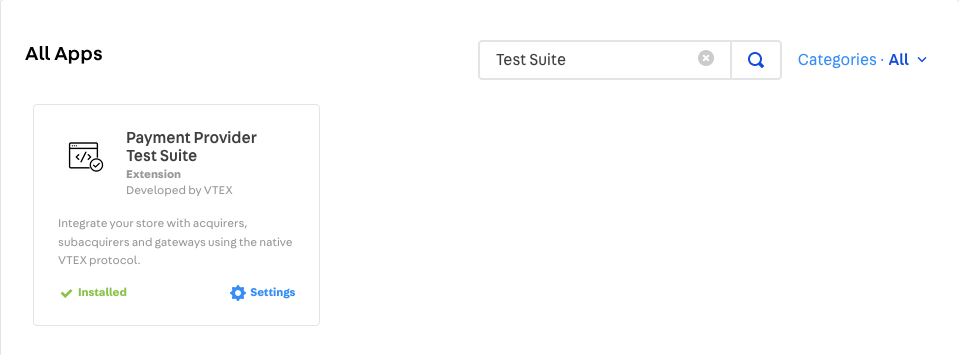 All Apps
Test Suite
Categories · All
Payment Provider
Test Suite
Extension
Developed by VTEX
Integrate your store with acquirers,
subacquirers and gateways using the native
VTEX protocol.
Installed
Settings